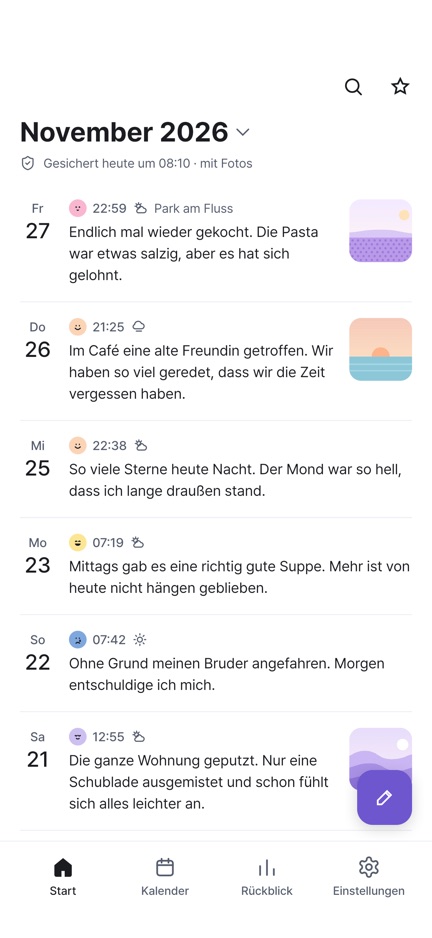 November 2026
Gesichert heute um 08:10 · mit Fotos
Fr
27
22:59 Park am Fluss
Endlich mal wieder gekocht. Die Pasta
war etwas salzig, aber es hat sich
gelohnt.
Do
26
21:25
Im Café eine alte Freundin getroffen. Wir
haben so viel geredet, dass wir die Zeit
vergessen haben.
Mi
25
22:38
So viele Sterne heute Nacht. Der Mond war so hell,
dass ich lange draußen stand.
Mo
23
07:19
Mittags gab es eine richtig gute Suppe. Mehr ist von
heute nicht hängen geblieben.
So
22
07:42
Ohne Grund meinen Bruder angefahren. Morgen
entschuldige ich mich.
Sa
21
12:55
Die ganze Wohnung geputzt. Nur eine
Schublade ausgemistet und schon fühlt
sich alles leichter an.
Start
Kalender
Rückblick
Einstellungen